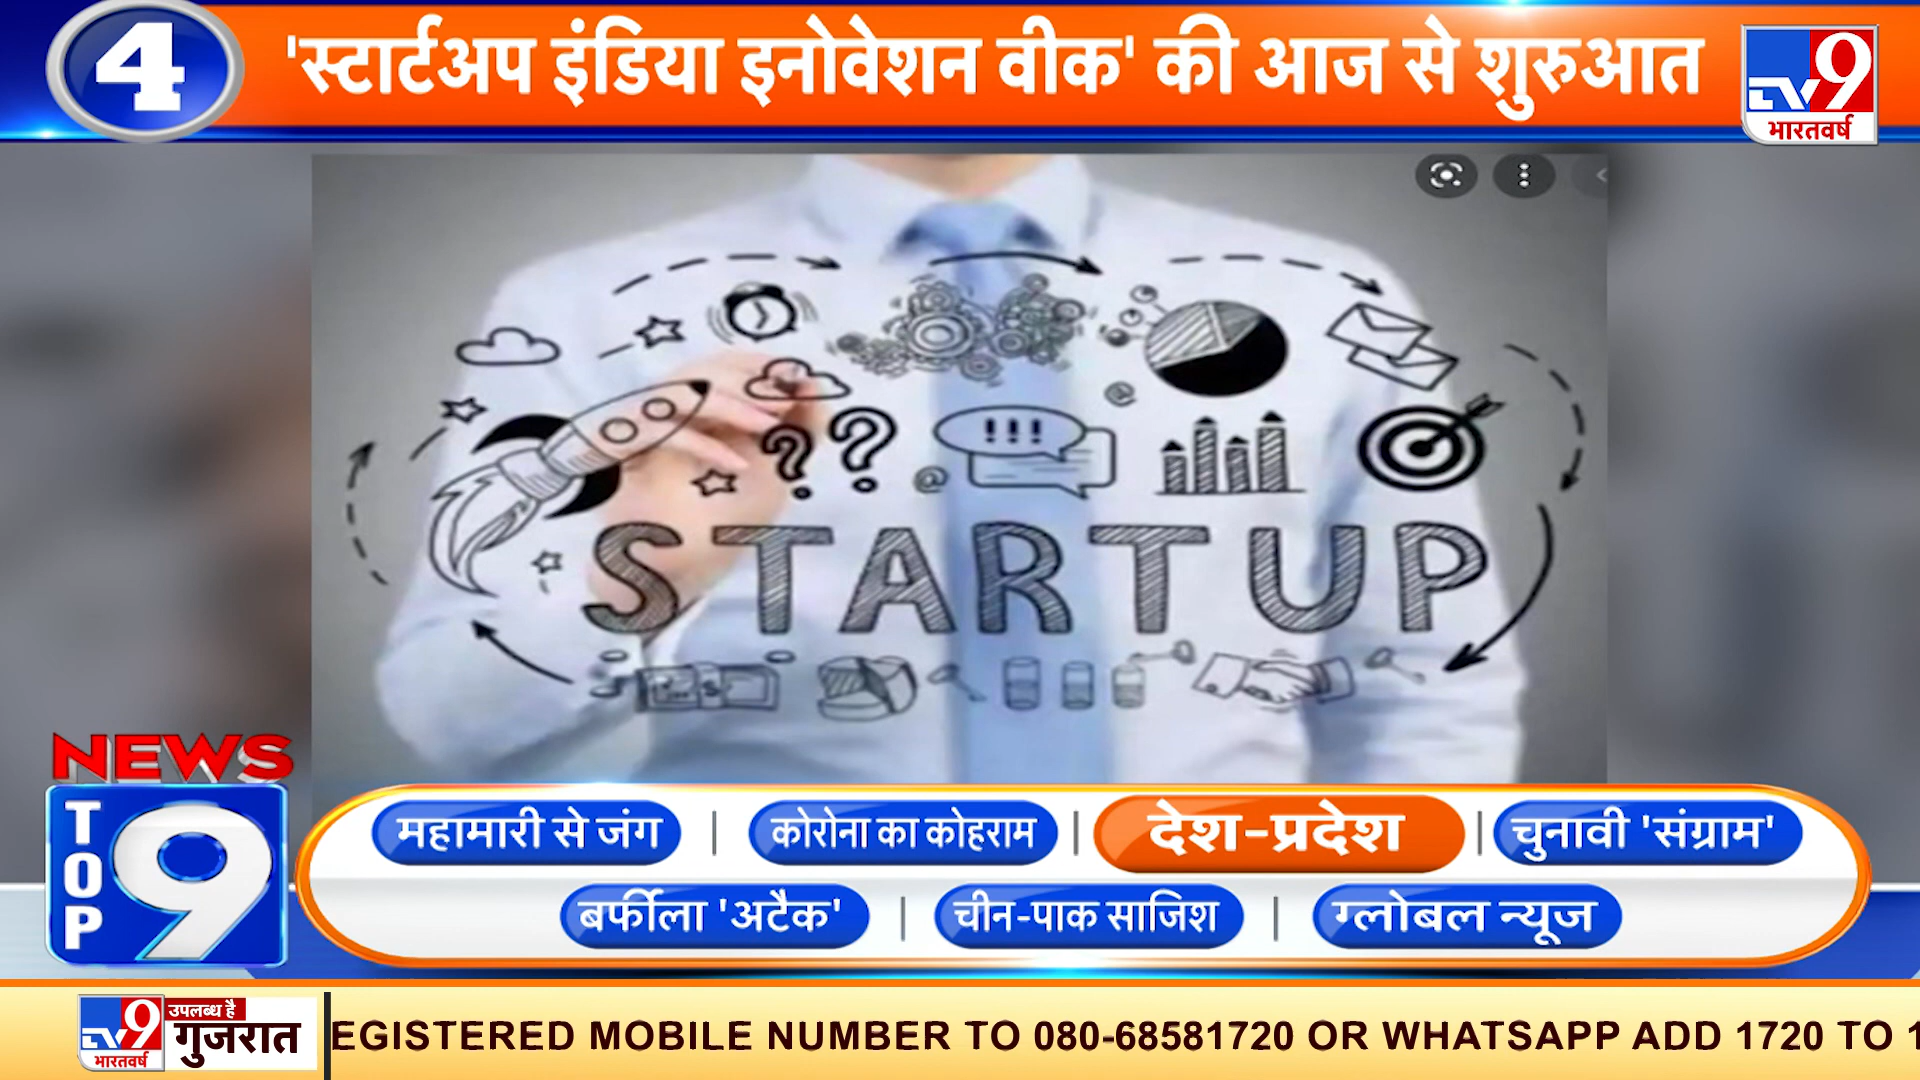 4
'स्टार्टअप इंडिया इनोवेशन वीक' की आज से शुरुआत
TV9
भारतवर्ष
@
!!!
@
STARTUP
NEWS
TOP 9
महामारी से जंग | कोरोना का कोहराम | देश-प्रदेश | चुनावी 'संग्राम'
बर्फीला 'अटैक' | चीन-पाक साजिश | ग्लोबल न्यूज
TV9
भारतवर्ष
उपलब्ध है
गुजरात
EGISTERED MOBILE NUMBER TO 080-68581720 OR WHATSAPP ADD 1720 TO 1